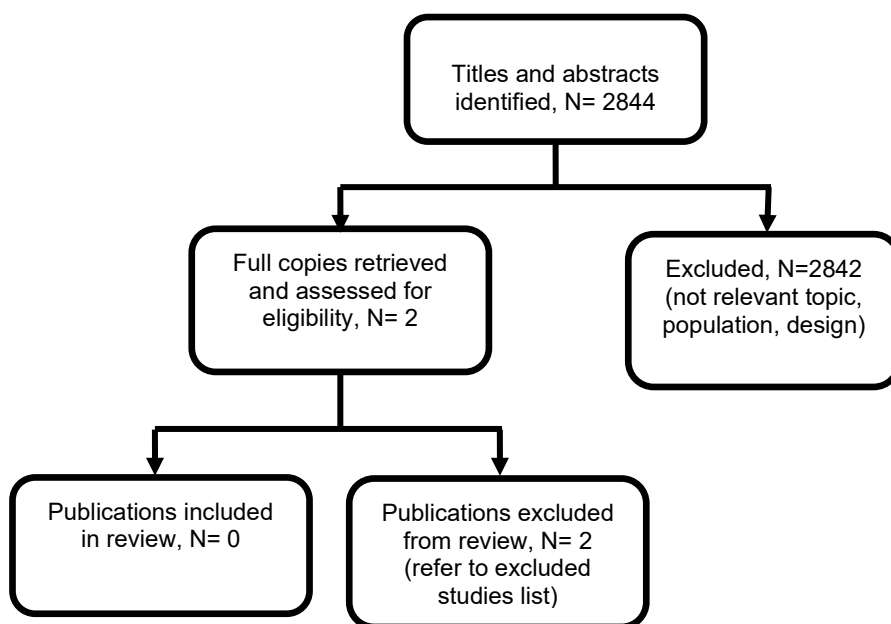 Titles and abstracts
identified, N= 2844
Full copies retrieved
and assessed for
eligibility, N= 2
Excluded, N=2842
(not relevant topic,
population, design)
Publications included
in review, N= 0
Publications excluded
from review, N= 2
(refer to excluded
studies list)